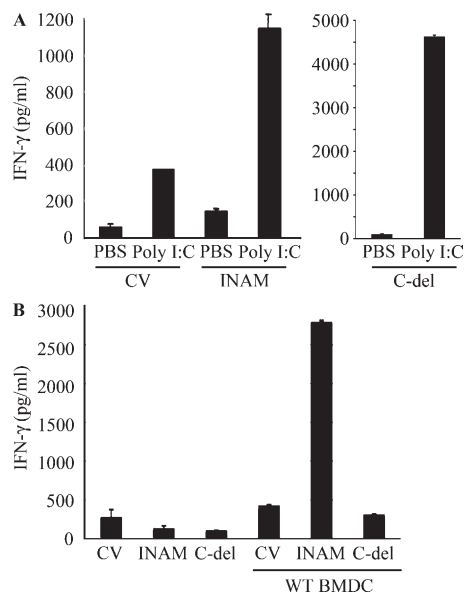 A
IFN-γ (pg/ml)
1200
1000
800
600
400
200
0
PBS Poly I:C PBS Poly I:C
CV INAM
5000
4000
3000
2000
1000
0
PBS Poly I:C
C-del
B
IFN-γ (pg/ml)
3000
2500
2000
1500
1000
500
0
CV INAM C-del CV INAM C-del
WT BMDC